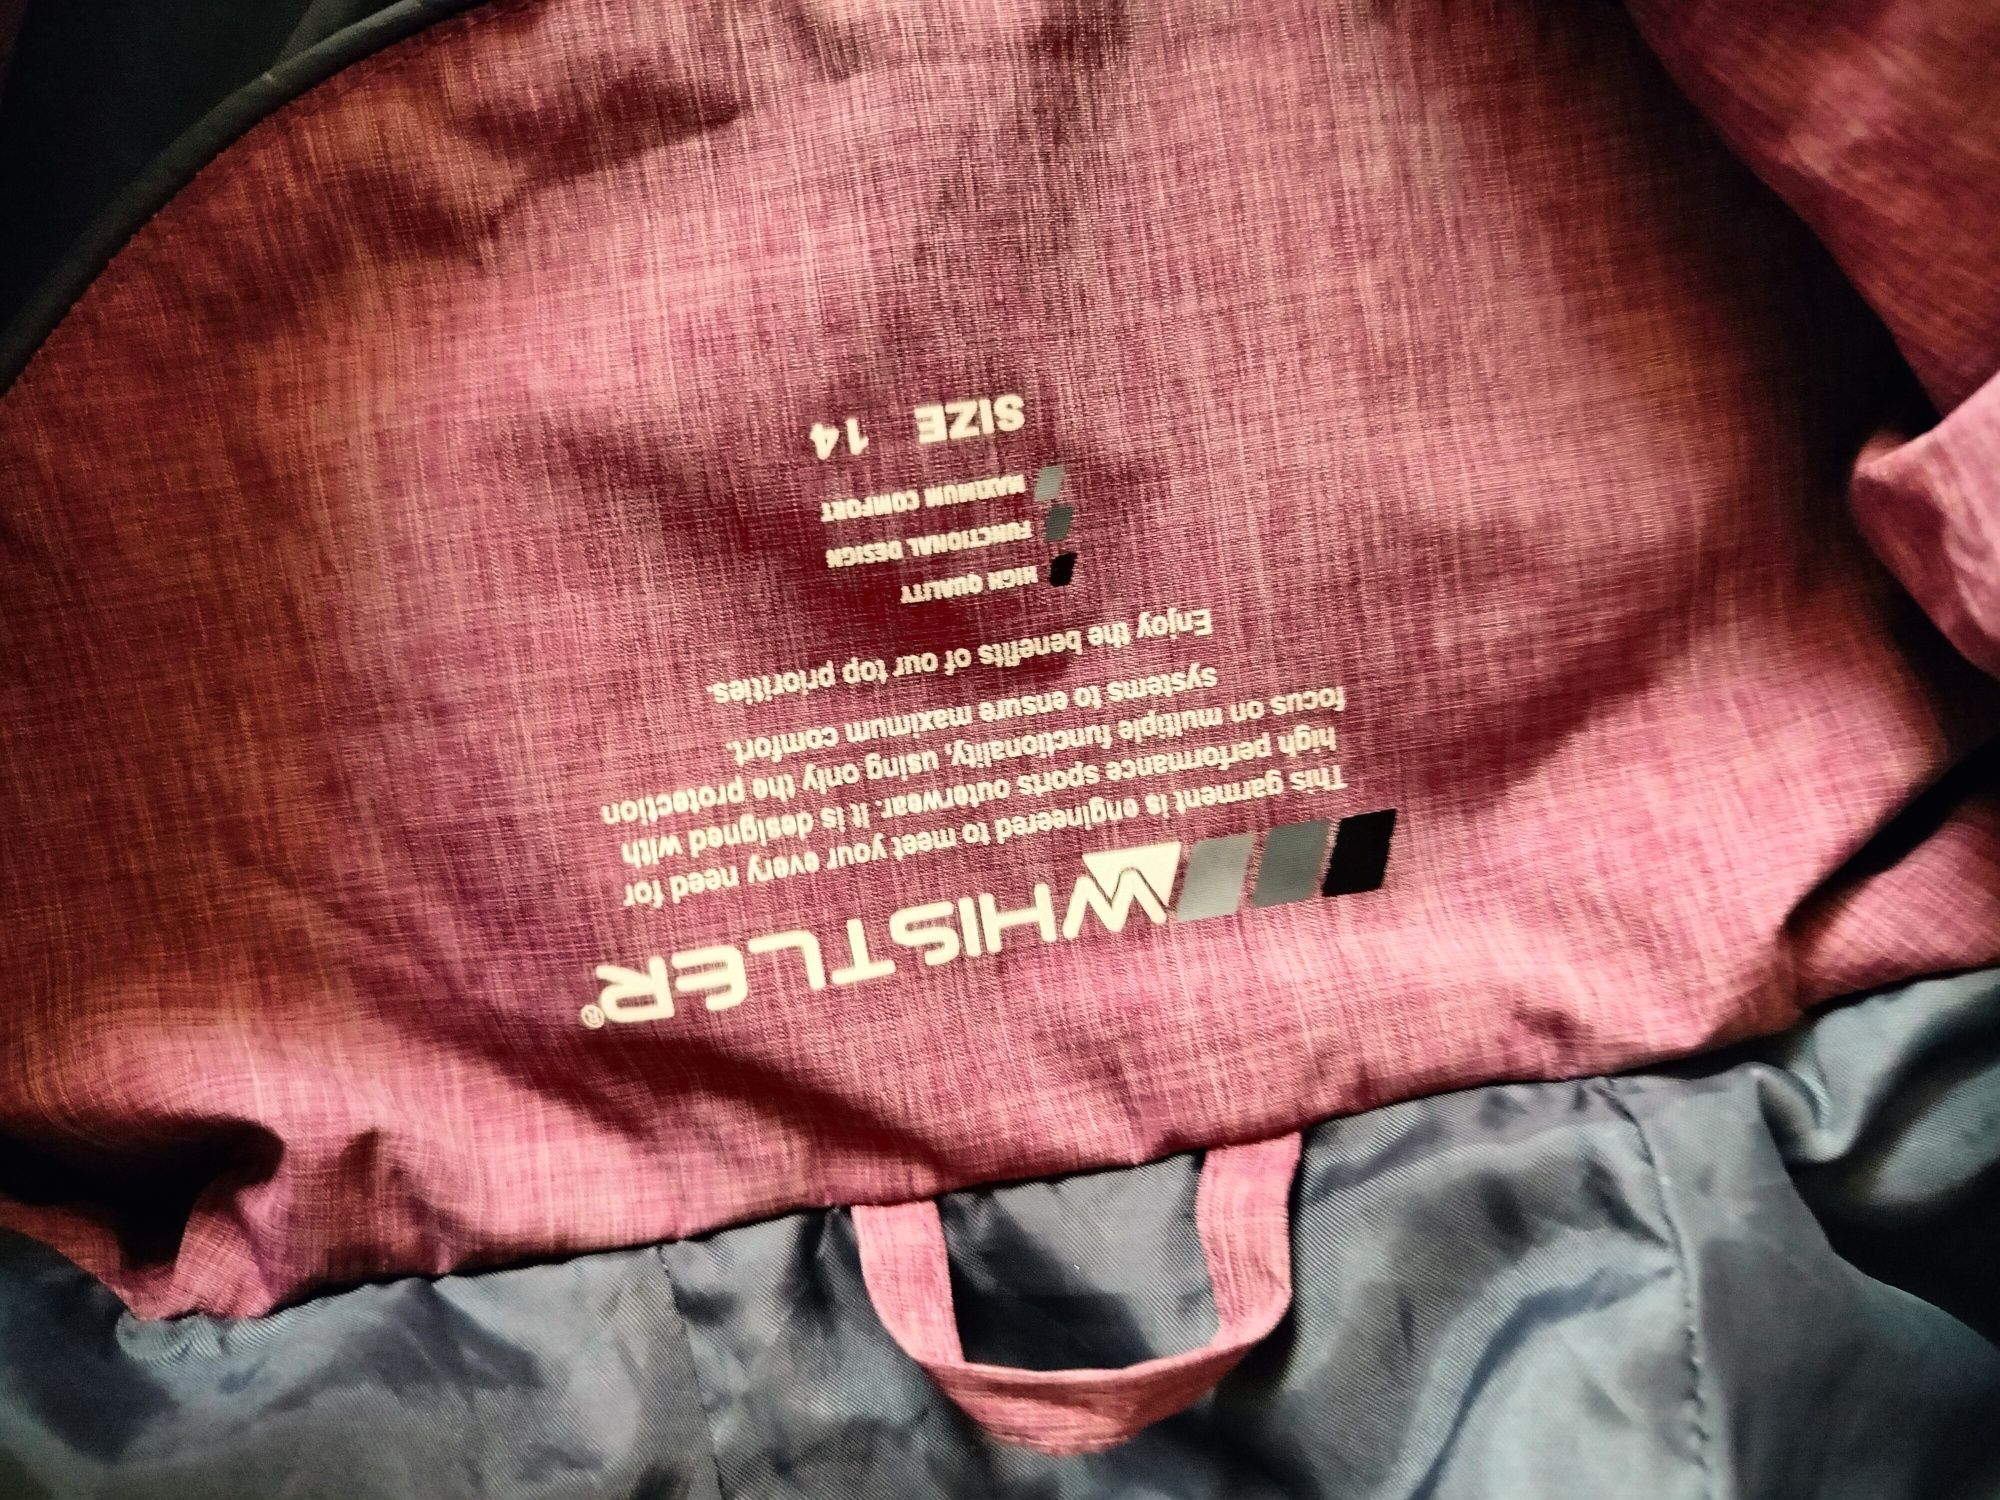 WHISTLER®
This garment is engineered to meet your every need for
high performance sports outerwear. It is designed with
focus on multiple functionality, using only the protection
systems to ensure maximum comfort.
Enjoy the benefits of our top priorities.
HIGH QUALITY
FUNCTIONAL DESIGN
MAXIMUM COMFORT
SIZE 14